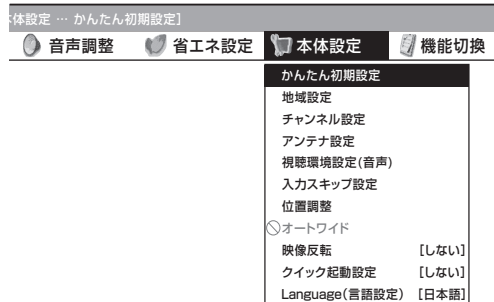 体設定 … かんたん初期設定]
音声調整 省エネ設定 本体設定 機能切換
かんたん初期設定
地域設定
チャンネル設定
アンテナ設定
視聴環境設定(音声)
入力スキップ設定
位置調整
オートワイド
映像反転 [しない]
クイック起動設定 [しない]
Language(言語設定) [日本語]